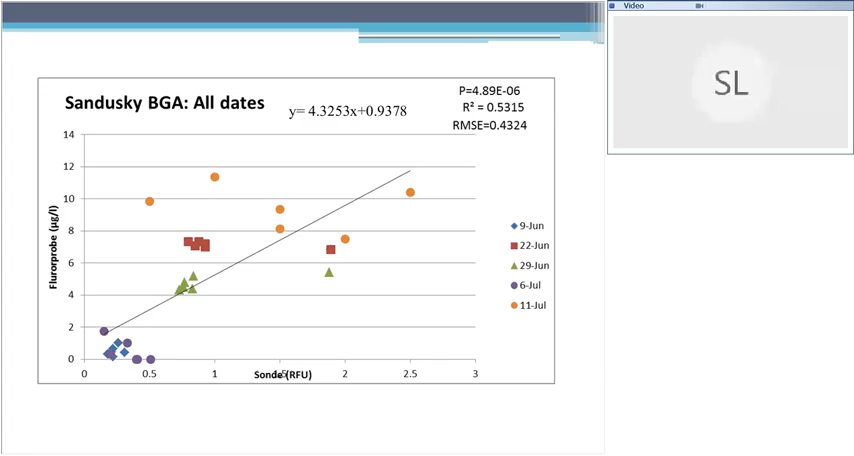 Video
SL
Sandusky BGA: All dates
y= 4.3253x+0.9378
P=4.89E-06
R² = 0.5315
RMSE=0.4324
14
12
10
8
6
4
2
0
Flurorprobe (µg/l)
0
0.5
1
1.5
2
2.5
3
Sonde (RFU)
9-Jun
22-Jun
29-Jun
6-Jul
11-Jul